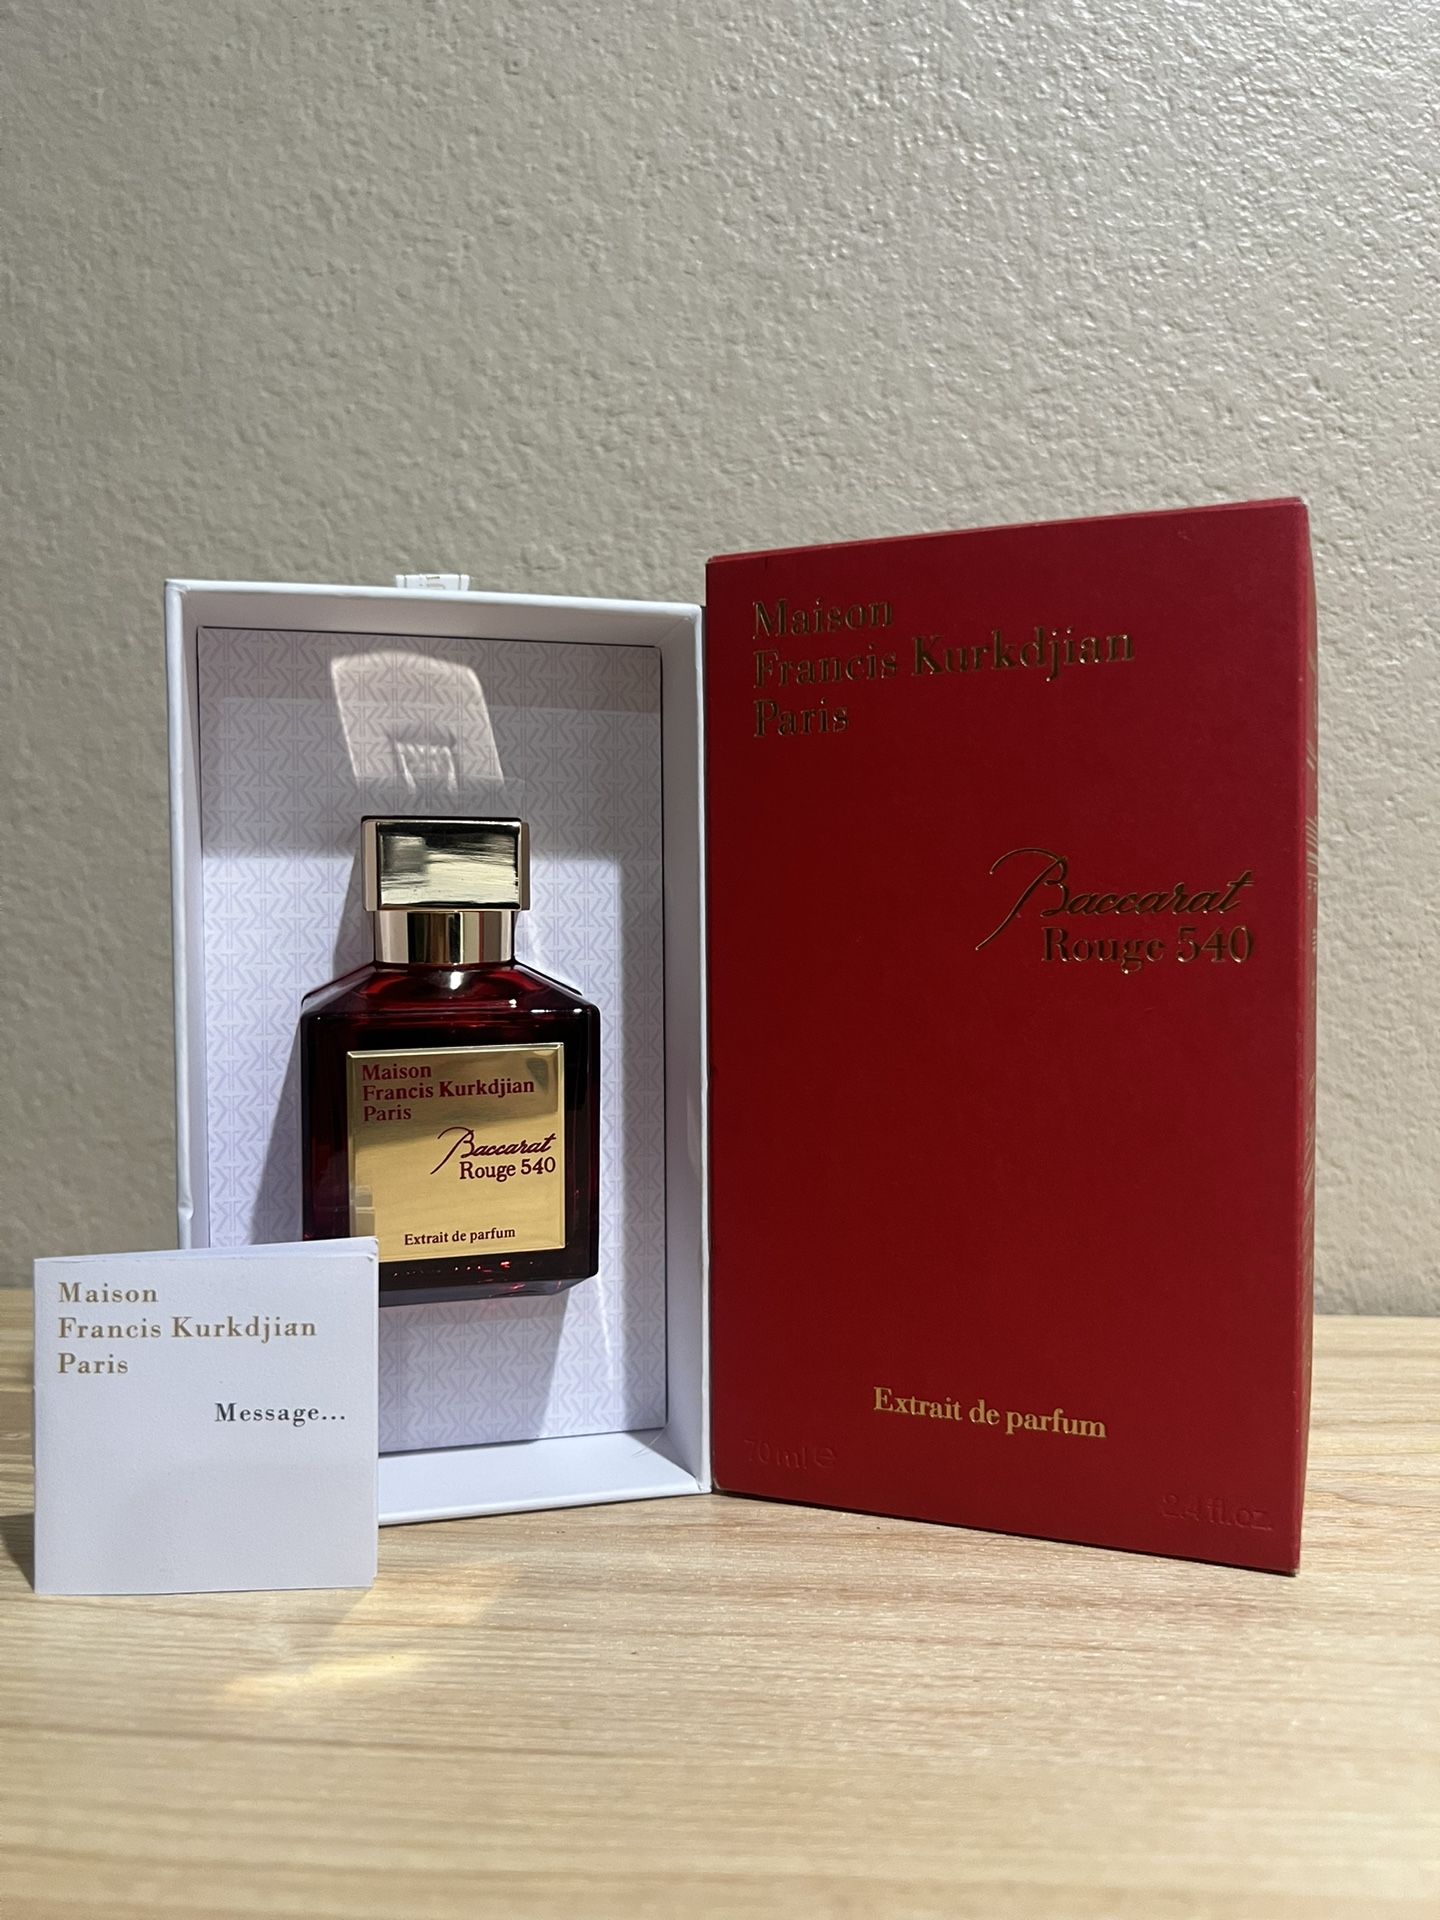 Maison
Francis Kurkdjian
Paris
Baccarat
Rouge 540
Extrait de parfum
70 ml e
2.4 fl.oz.
Maison
Francis Kurkdjian
Paris
Baccarat
Rouge 540
Extrait de parfum
Maison
Francis Kurkdjian
Paris
Message...